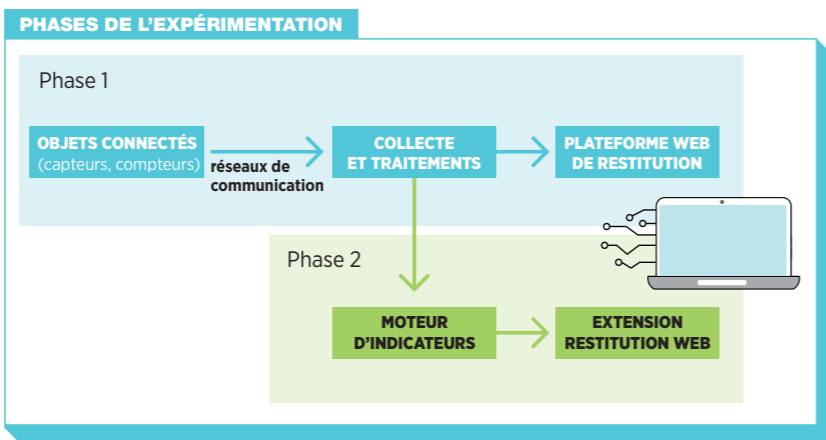 PHASES DE L’EXPÉRIMENTATION
Phase 1
OBJETS CONNECTÉS
(capteurs, compteurs)
réseaux de
communication
COLLECTE
ET TRAITEMENTS
PLATEFORME WEB
DE RESTITUTION
Phase 2
MOTEUR
D’INDICATEURS
EXTENSION
RESTITUTION WEB